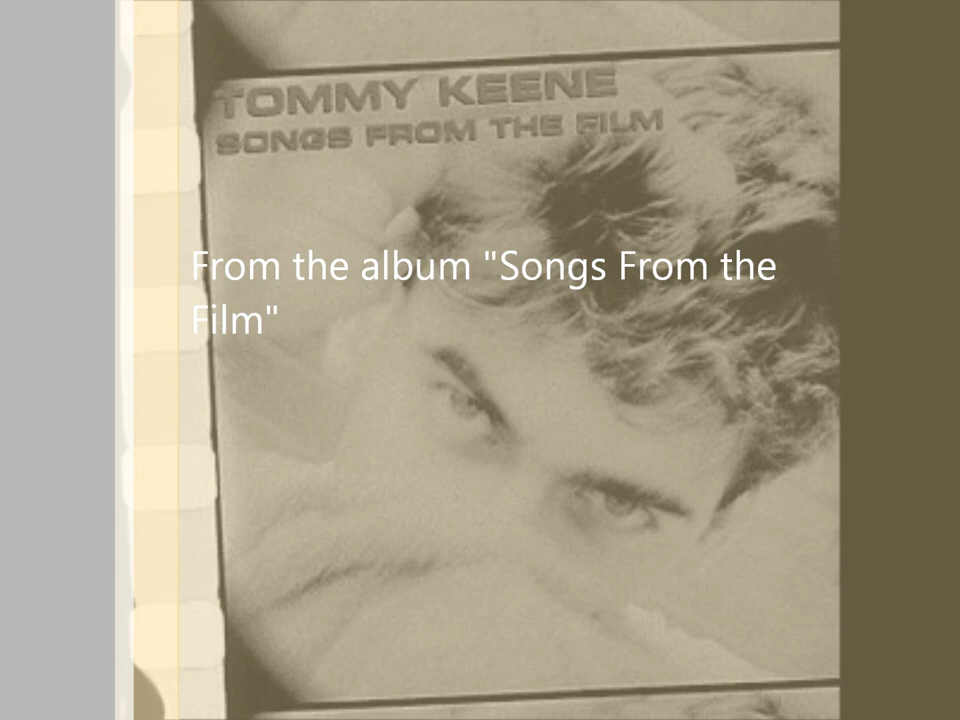 TOMMY KEENE
SONGS FROM THE FILM
From the album "Songs From the
Film"